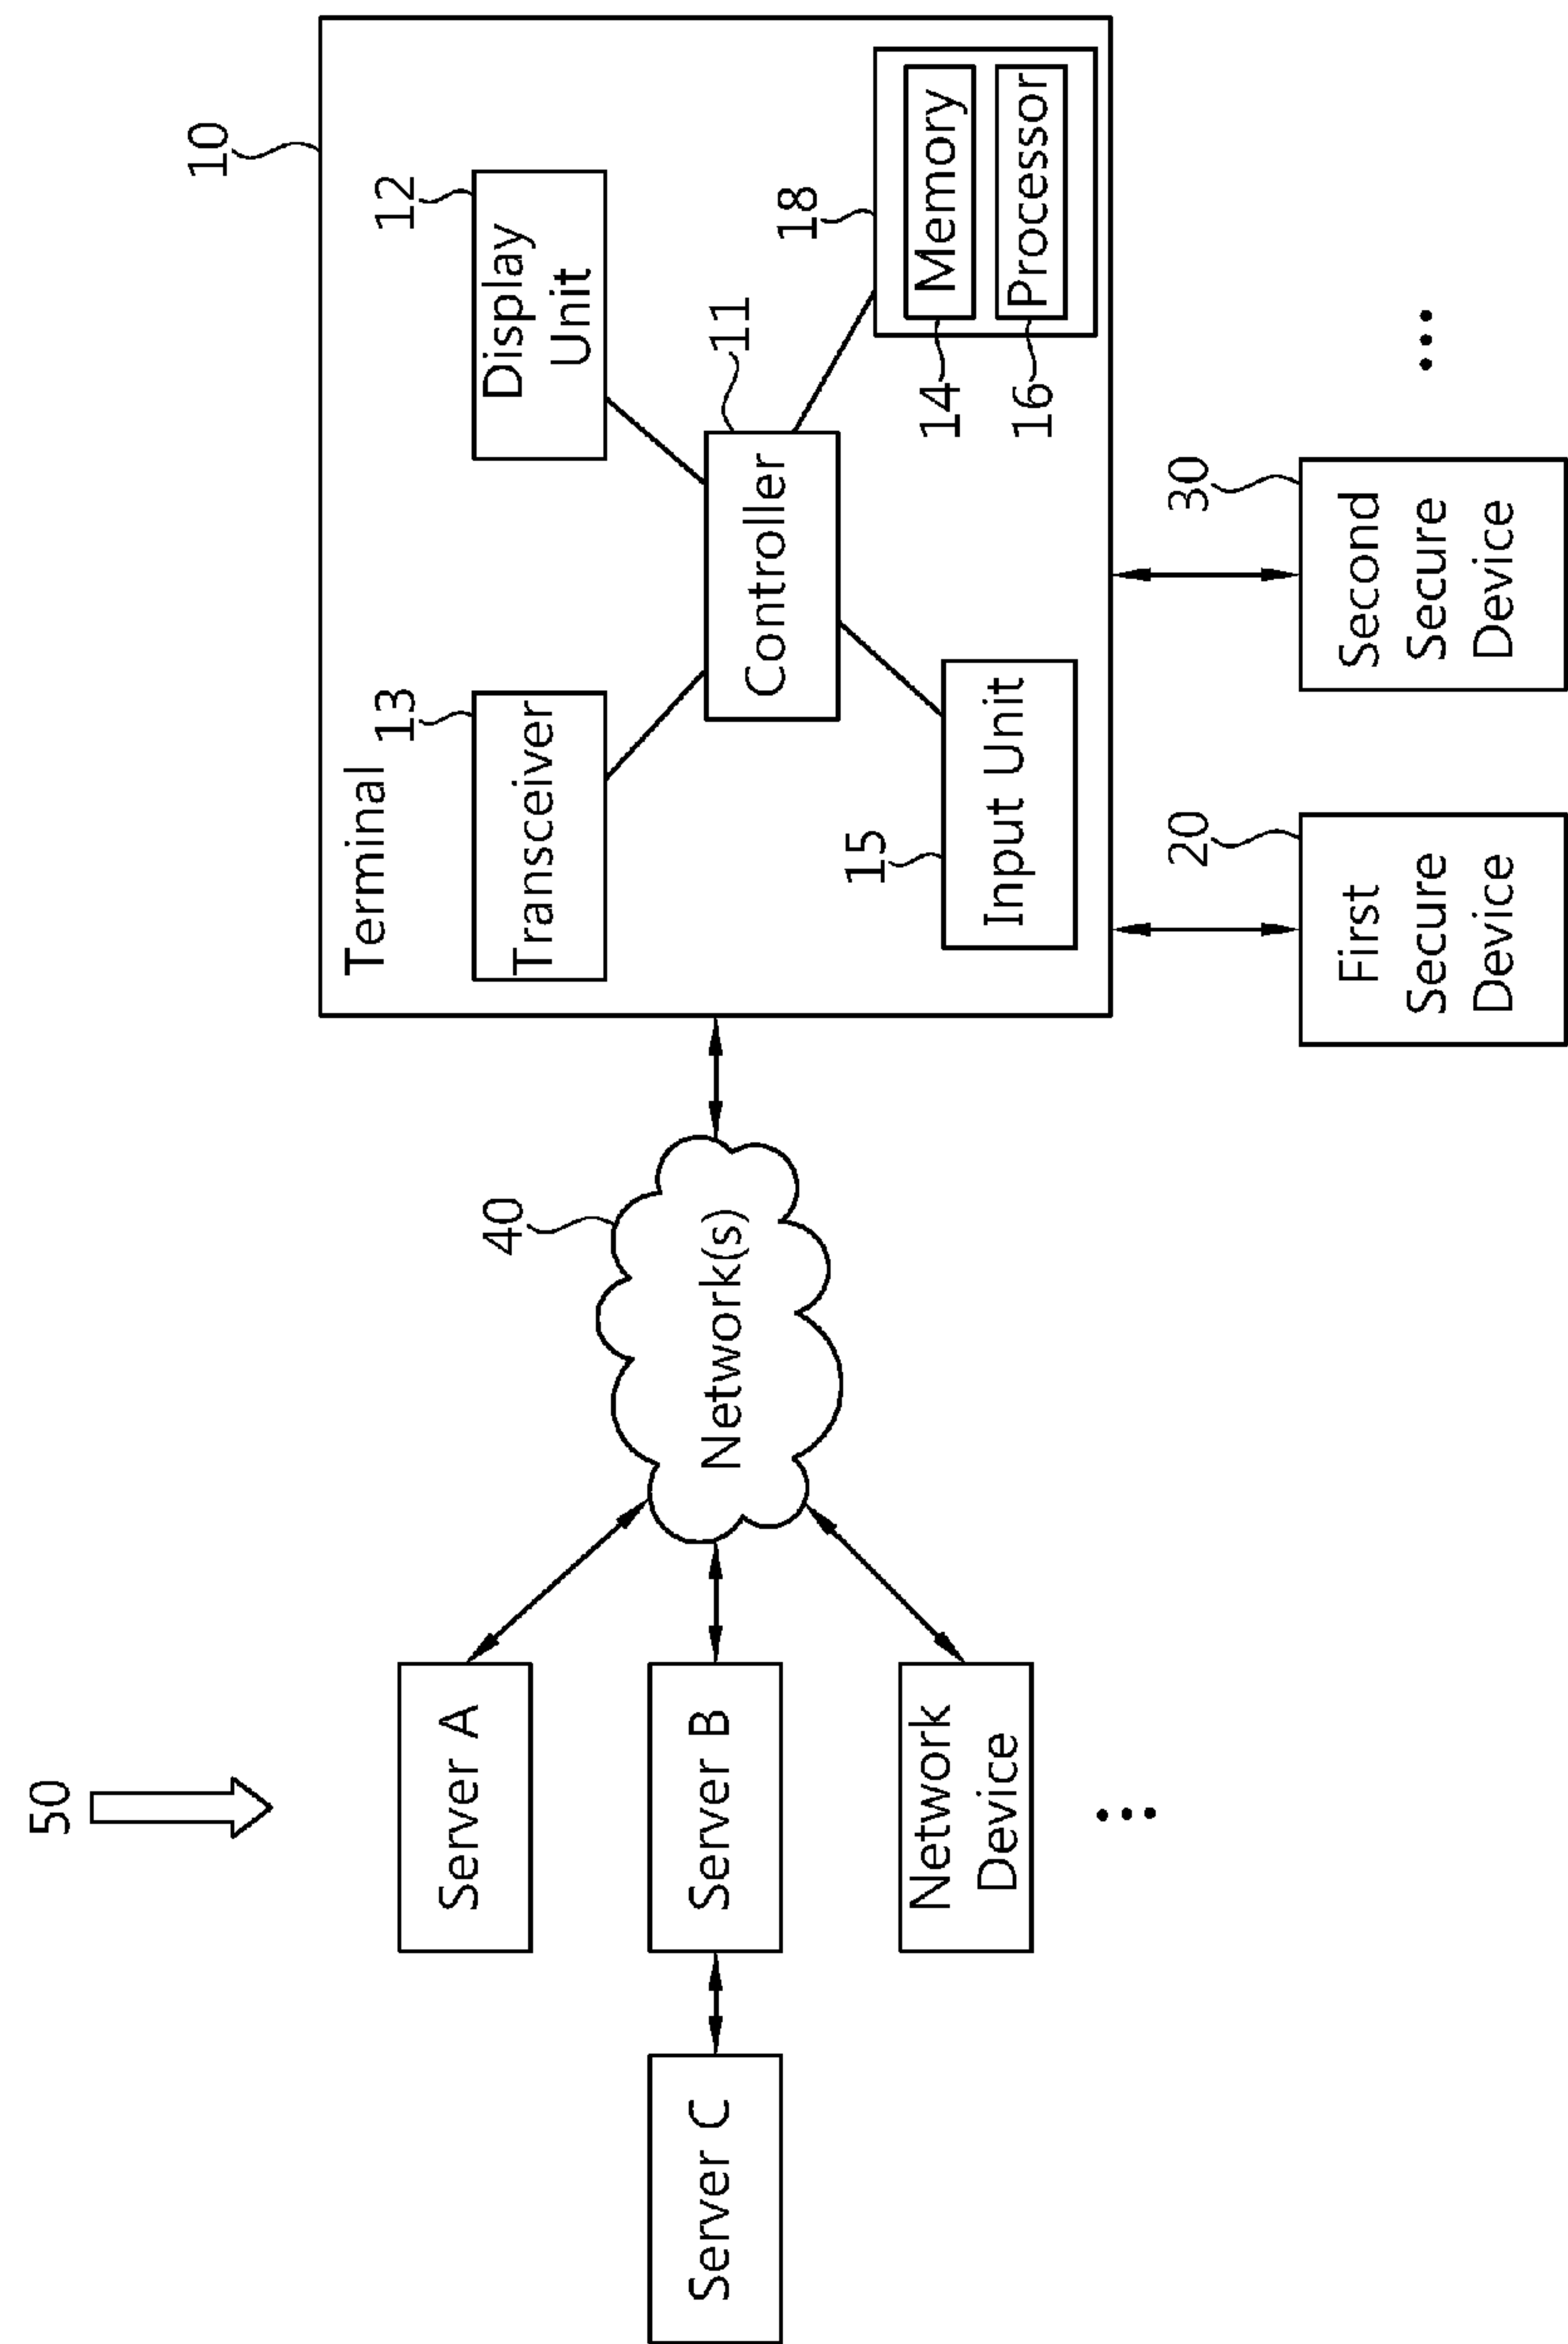 50
10
Terminal
13
Transceiver
12
Display
Unit
11
Controller
18
14
Memory
16
Processor
15
Input Unit
40
Network(s)
Server A
Server B
Server C
Network
Device
20
First
Secure
Device
30
Second
Secure
Device